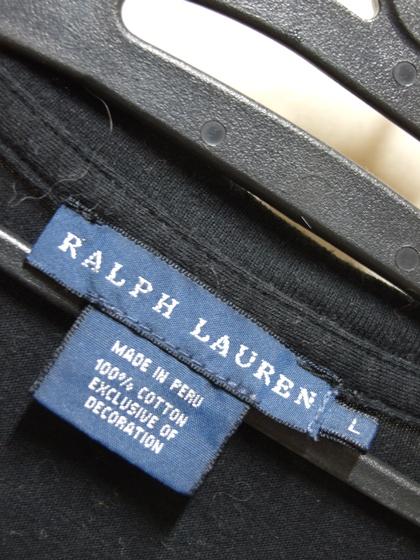 RALPH LAUREN
L
MADE IN PERU
100% COTTON
EXCLUSIVE OF
DECORATION